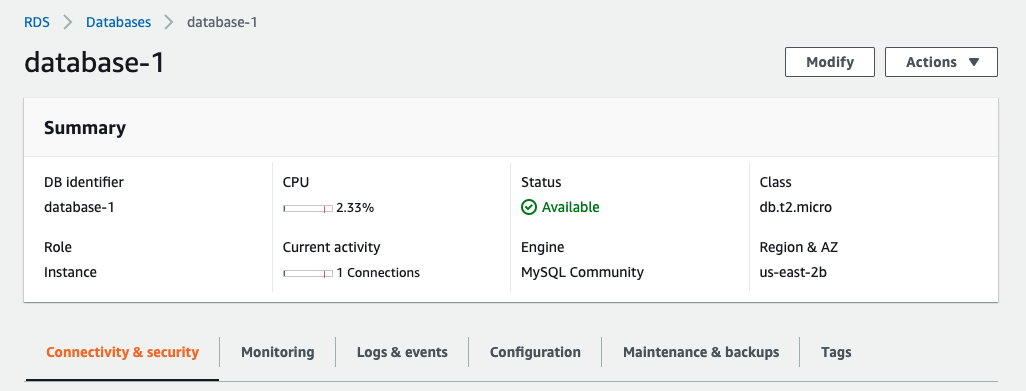 RDS Databases database-1
database-1
Modify Actions
Summary
DB identifier CPU Status Class
database-1 2.33% Available db.t2.micro
Role Current activity Engine Region & AZ
Instance 1 Connections MySQL Community us-east-2b
Connectivity & security Monitoring Logs & events Configuration Maintenance & backups Tags